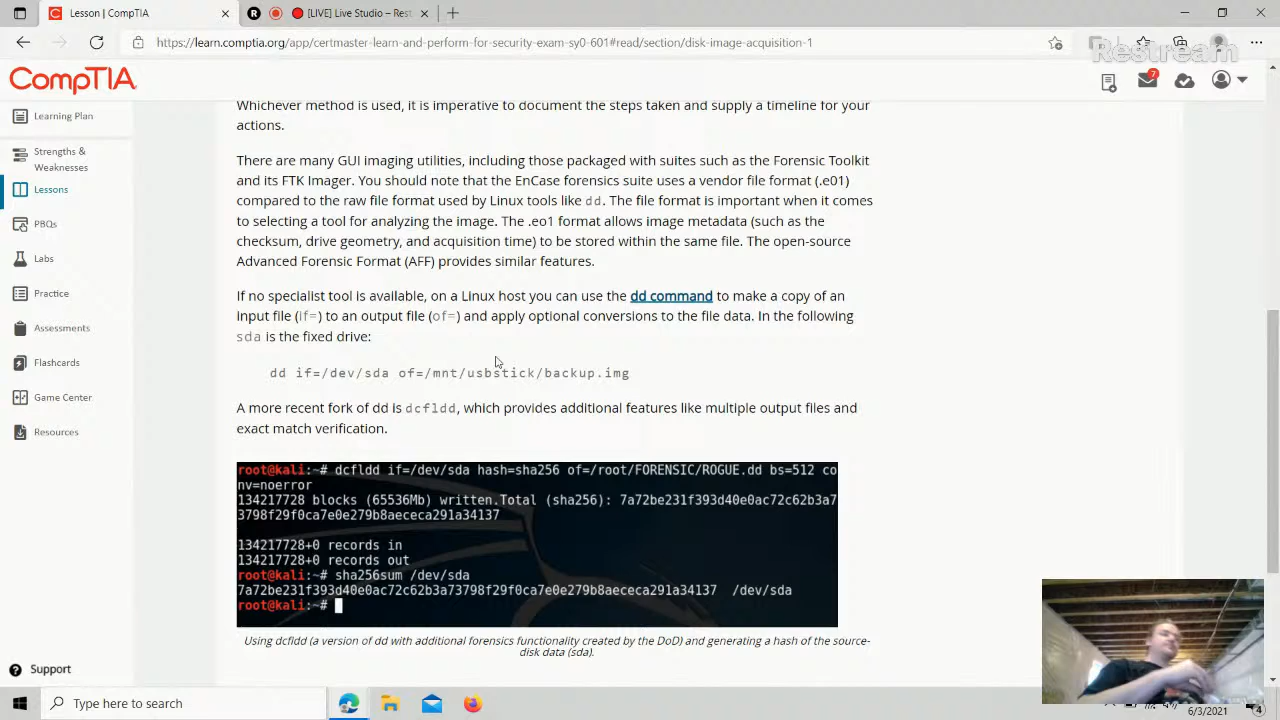 Lesson | CompTIA
[LIVE] Live Studio – Rest
https://learn.comptia.org/app/certmaster-learn-and-perform-for-security-exam-sy0-601#read/section/disk-image-acquisition-1
Restream
CompTIA.
7
Learning Plan
Strengths &
Weaknesses
Lessons
PBQs
Labs
Practice
Assessments
Flashcards
Game Center
Resources
Support
Whichever method is used, it is imperative to document the steps taken and supply a timeline for your
actions.
There are many GUI imaging utilities, including those packaged with suites such as the Forensic Toolkit
and its FTK Imager. You should note that the EnCase forensics suite uses a vendor file format (.e01)
compared to the raw file format used by Linux tools like dd. The file format is important when it comes
to selecting a tool for analyzing the image. The .eo1 format allows image metadata (such as the
checksum, drive geometry, and acquisition time) to be stored within the same file. The open-source
Advanced Forensic Format (AFF) provides similar features.
If no specialist tool is available, on a Linux host you can use the dd command to make a copy of an
input file (if=) to an output file (of=) and apply optional conversions to the file data. In the following
sda is the fixed drive:
dd if=/dev/sda of=/mnt/usbstick/backup.img
A more recent fork of dd is dcfldd, which provides additional features like multiple output files and
exact match verification.
root@kali:~# dcfldd if=/dev/sda hash=sha256 of=/root/FORENSIC/ROGUE.dd bs=512 co
nv=noerror
134217728 blocks (65536Mb) written.Total (sha256): 7a72be231f393d40e0ac72c62b3a7
3798f29f0ca7e0e279b8aececa291a34137
134217728+0 records in
134217728+0 records out
root@kali:~# sha256sum /dev/sda
7a72be231f393d40e0ac72c62b3a73798f29f0ca7e0e279b8aececa291a34137 /dev/sda
root@kali:~#
Using dcfldd (a version of dd with additional forensics functionality created by the DoD) and generating a hash of the source-
disk data (sda).
Type here to search
6/3/2021
4